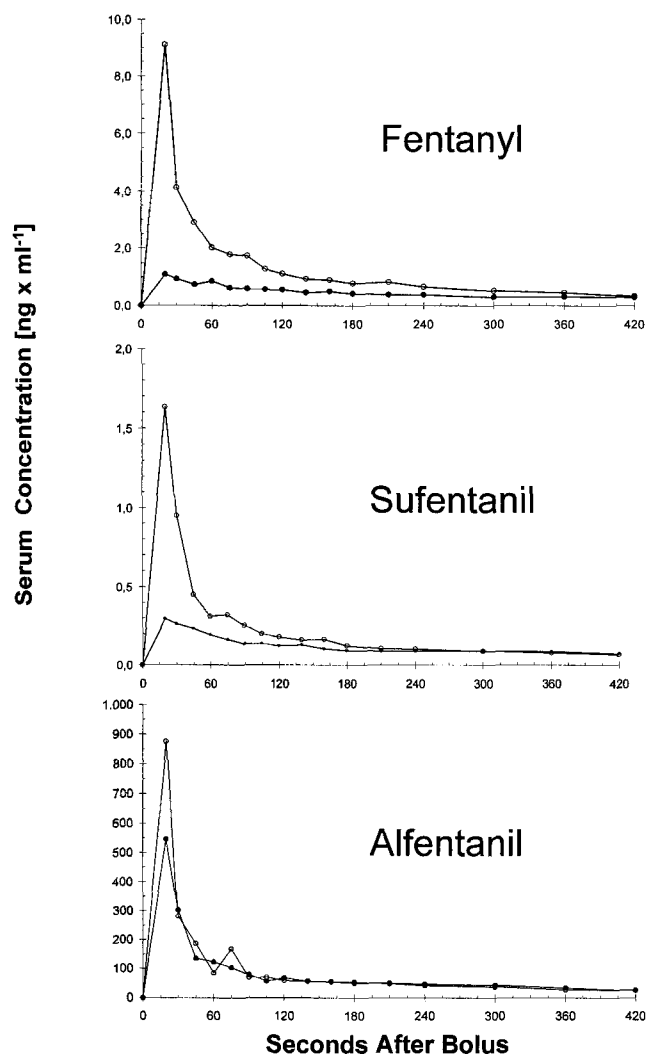 Serum Concentration [ng x ml-1]
10,0
8,0
6,0
4,0
2,0
0,0
Fentanyl
0 60 120 180 240 300 360 420
2,0
1,5
1,0
0,5
0,0
Sufentanil
0 60 120 180 240 300 360 420
1.000
900
800
700
600
500
400
300
200
100
0
Alfentanil
0 60 120 180 240 300 360 420
Seconds After Bolus